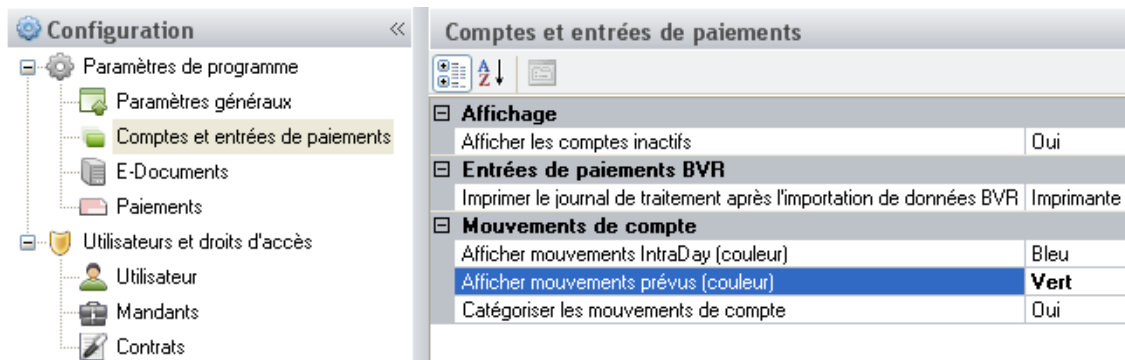 Configuration «
Paramètres de programme
Paramètres généraux
Comptes et entrées de paiements
E-Documents
Paiements
Utilisateurs et droits d'accès
Utilisateur
Mandants
Contrats
Comptes et entrées de paiements
A Z
Affichage
Afficher les comptes inactifs Oui
Entrées de paiements BVR
Imprimer le journal de traitement après l'importation de données BVR Imprimante
Mouvements de compte
Afficher mouvements IntraDay (couleur) Bleu
Afficher mouvements prévus (couleur) Vert
Catégoriser les mouvements de compte Oui